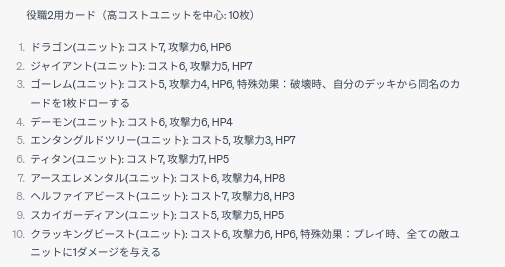 役職2用カード（高コストユニットを中心: 10枚）
1. ドラゴン(ユニット): コスト7, 攻撃力6, HP6
2. ジャイアント(ユニット): コスト6, 攻撃力5, HP7
3. ゴーレム(ユニット): コスト5, 攻撃力4, HP6, 特殊効果：破壊時、自分のデッキから同名のカ
ードを1枚ドローする
4. デーモン(ユニット): コスト6, 攻撃力6, HP4
5. エンタングルドツリー(ユニット): コスト5, 攻撃力3, HP7
6. ティタン(ユニット): コスト7, 攻撃力7, HP5
7. アースエレメンタル(ユニット): コスト6, 攻撃力4, HP8
8. ヘルファイアビースト(ユニット): コスト7, 攻撃力8, HP3
9. スカイガーディアン(ユニット): コスト5, 攻撃力5, HP5
10. クラッキングビースト(ユニット): コスト6, 攻撃力6, HP6, 特殊効果：プレイ時、全ての敵ユ
ニットに1ダメージを与える